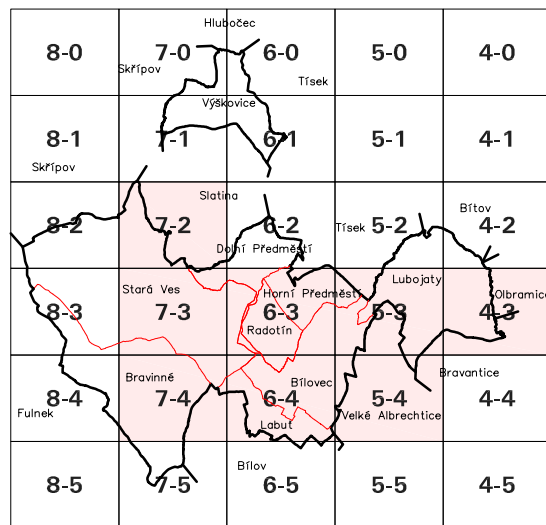 Hlubočec
8-0 7-0 6-0 5-0 4-0
Skřípov
Tísek
Výškovice
8-1 7-1 6-1 5-1 4-1
Skřípov
Slatina
Bítov
8-2 7-2 6-2 5-2 4-2
Tísek
Dolní Předměstí
Lubojaty
Stará Ves
Horní Předměstí
Olbramice
8-3 7-3 6-3 5-3 4-3
Radotín
Bravinné
Bílovec
Bravantice
8-4 7-4 6-4 5-4 4-4
Fulnek
Velké Albrechtice
Labuť
Bílov
8-5 7-5 6-5 5-5 4-5